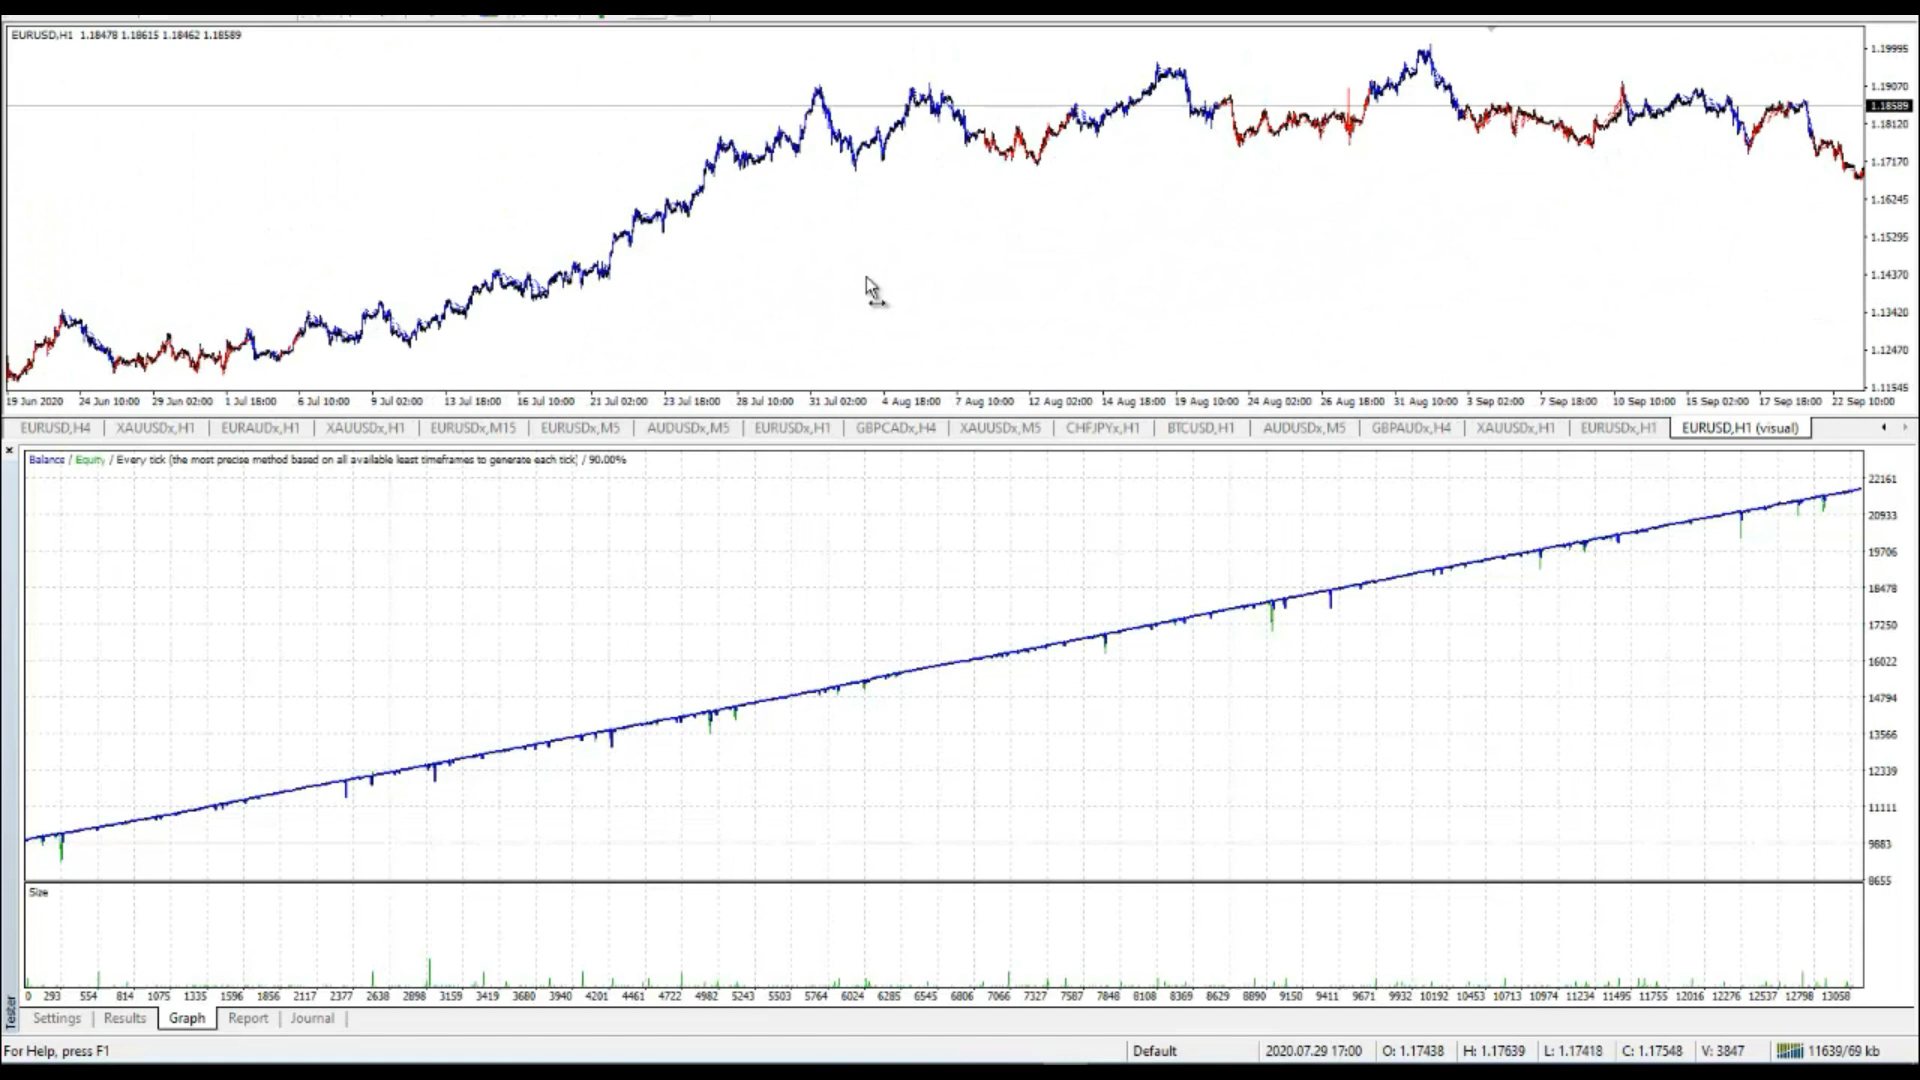 EURUSD,H1 1.18478 1.18615 1.18462 1.18589
1.19995
1.19070
1.18589
1.18120
1.17170
1.16245
1.15295
1.14370
1.13420
1.12470
1.11545
19 Jun 2020 24 Jun 10:00 29 Jun 02:00 1 Jul 18:00 6 Jul 10:00 9 Jul 02:00 13 Jul 18:00 16 Jul 10:00 21 Jul 02:00 23 Jul 18:00 28 Jul 10:00 31 Jul 02:00 4 Aug 18:00 7 Aug 10:00 12 Aug 02:00 14 Aug 18:00 19 Aug 10:00 24 Aug 02:00 26 Aug 18:00 31 Aug 10:00 3 Sep 02:00 7 Sep 18:00 10 Sep 10:00 15 Sep 02:00 17 Sep 18:00 22 Sep 10:00
EURUSD,H4 XAUUSDx,H1 EURAUDx,H1 XAUUSDx,H1 EURUSDx,M15 EURUSDx,M5 AUDUSDx,M5 EURUSDx,H1 GBPCADx,H4 XAUUSDx,M5 CHFJPYx,H1 BTCUSD,H1 AUDUSDx,M5 GBPAUDx,H4 XAUUSDx,H1 EURUSDx,H1 EURUSD,H1 (visual)
Balance / Equity / Every tick (the most precise method based on all available least timeframes to generate each tick) / 90.00%
22161
20933
19706
18478
17250
16022
14794
13566
12339
11111
9883
8655
Size
0 293 554 814 1075 1335 1596 1856 2117 2377 2638 2898 3159 3419 3680 3940 4201 4461 4722 4982 5243 5503 5764 6024 6285 6545 6806 7066 7327 7587 7848 8108 8369 8629 8890 9150 9411 9671 9932 10192 10453 10713 10974 11234 11495 11755 12016 12276 12537 12798 13058
Tester
Settings Results Graph Report Journal
For Help, press F1 Default 2020.07.29 17:00 O: 1.17438 H: 1.17639 L: 1.17418 C: 1.17548 V: 3847 11639/69 kb